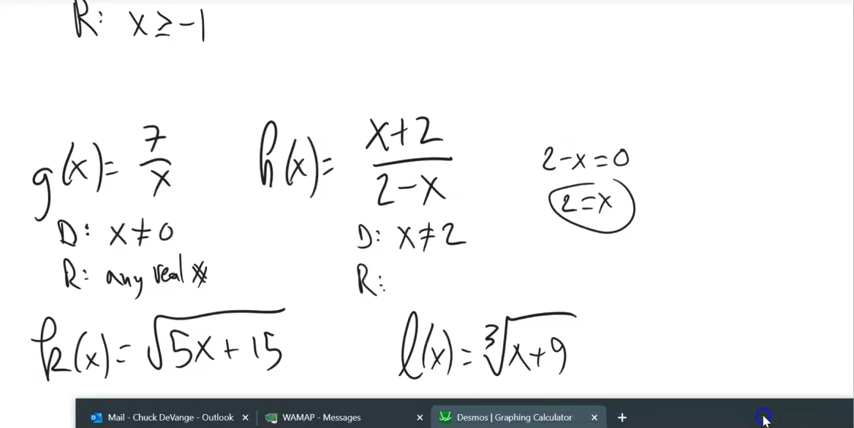 R: x ≥ -1
g(x) = 7/x
h(x) = (x+2)/(2-x)
2-x=0
2=x
D: x≠0
D: x≠2
R: any real
R:
k(x) = √(5x+15)
l(x) = ∛(x+9)
Mail - Chuck DeVange - Outlook
WAMAP - Messages
Desmos | Graphing Calculator